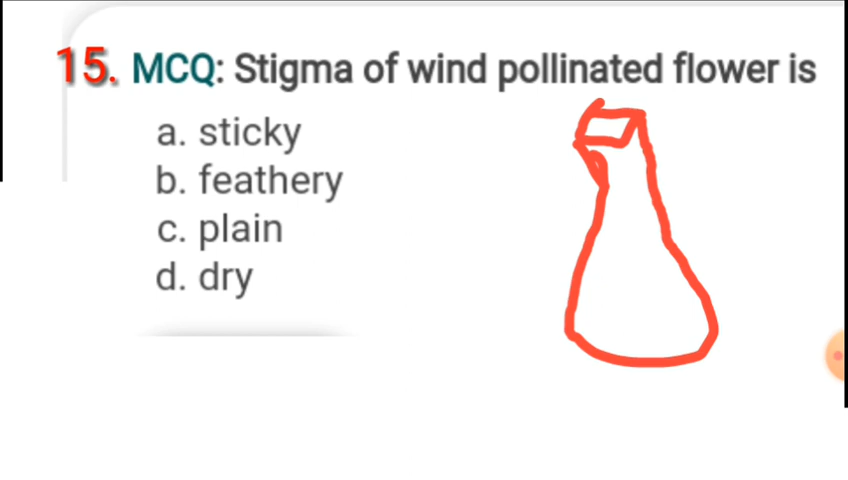 15. MCQ: Stigma of wind pollinated flower is
a. sticky
b. feathery
c. plain
d. dry